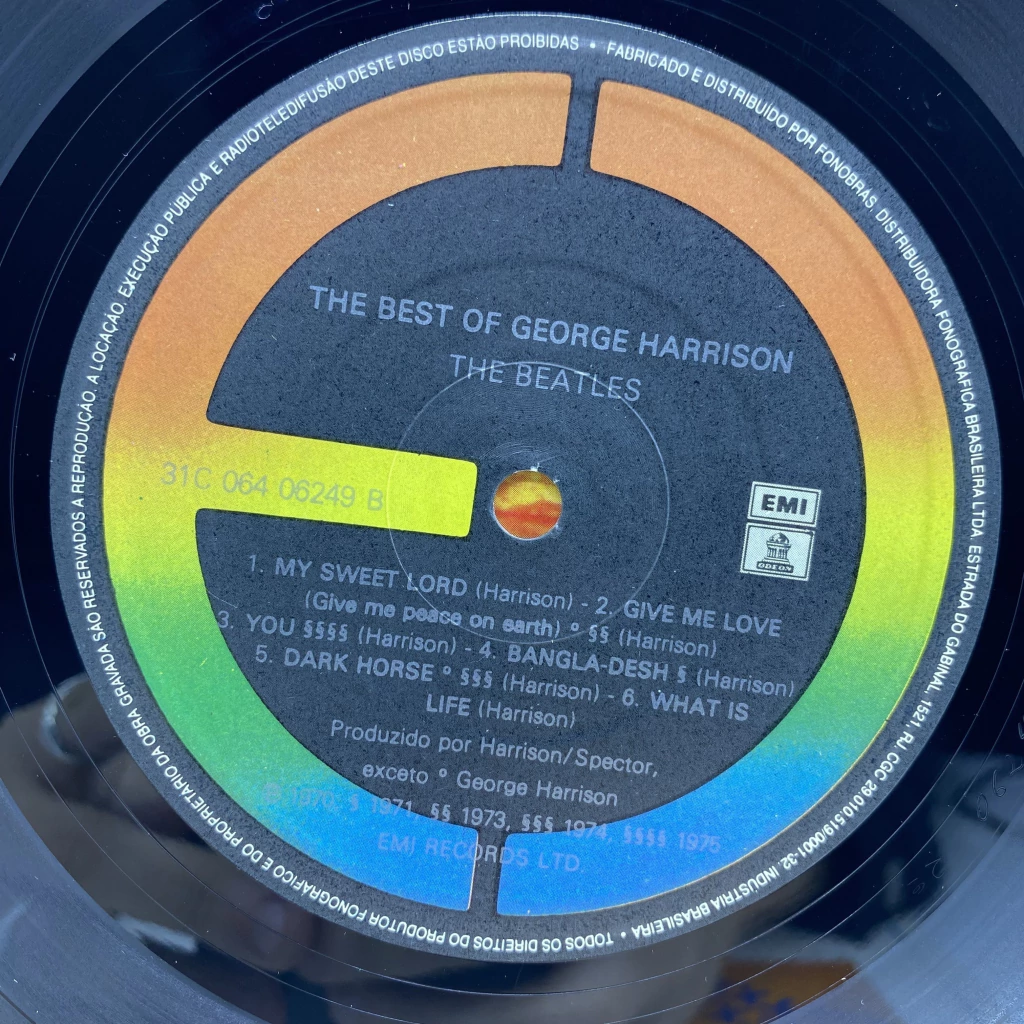 TODOS OS DIREITOS DO PRODUTOR FONOGRÁFICO E DO PROPRIETÁRIO DA OBRA GRAVADA SÃO RESERVADOS A REPRODUÇÃO. A LOCAÇÃO. EXECUÇÃO PÚBLICA E RADIOTELEDIFUSÃO DESTE DISCO ESTÃO PROIBIDAS • FABRICADO E DISTRIBUIDO POR FONOBRAS, DISTRIBUIDORA FONOGRÁFICA BRASILEIRA LTDA. ESTRADA DO GABINAL, 1521, RJ. CGC 29.010.519/0001-32. INDUSTRIA BRASILEIRA •
THE BEST OF GEORGE HARRISON
THE BEATLES
31C 064 06249 B
EMI
ODEON
1. MY SWEET LORD (Harrison) - 2. GIVE ME LOVE
(Give me peace on earth) ° §§ (Harrison)
3. YOU §§§§ (Harrison) - 4. BANGLA-DESH § (Harrison)
5. DARK HORSE ° §§§ (Harrison) - 6. WHAT IS
LIFE (Harrison)
Produzido por Harrison/Spector,
exceto ° George Harrison
℗ 1970, § 1971, §§ 1973, §§§ 1974, §§§§ 1975
EMI RECORDS LTD